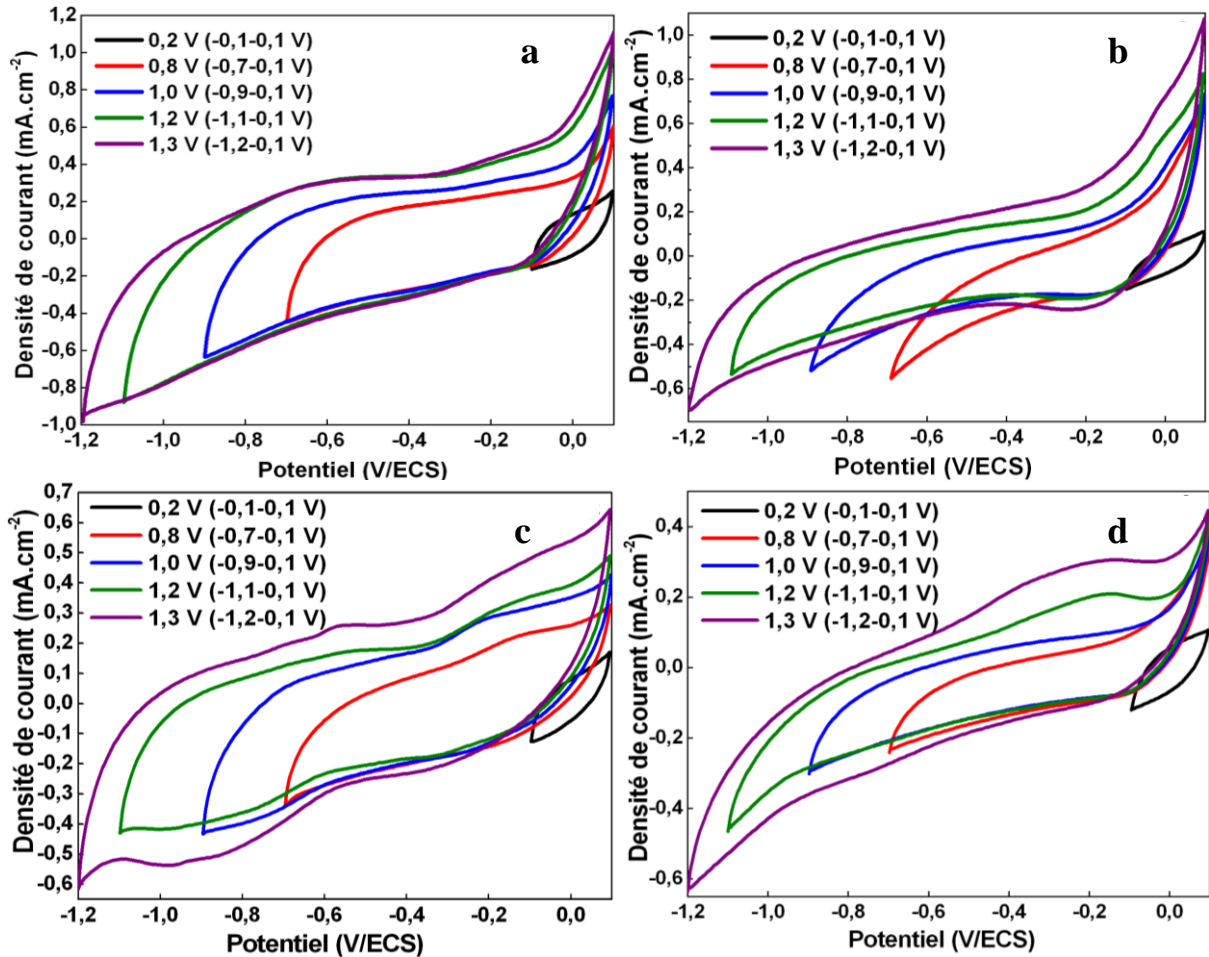 a
Densité de courant (mA.cm-2)
1,2
1,0
0,8
0,6
0,4
0,2
0,0
-0,2
-0,4
-0,6
-0,8
-1,0
0,2 V (-0,1-0,1 V)
0,8 V (-0,7-0,1 V)
1,0 V (-0,9-0,1 V)
1,2 V (-1,1-0,1 V)
1,3 V (-1,2-0,1 V)
-1,2 -1,0 -0,8 -0,6 -0,4 -0,2 0,0
Potentiel (V/ECS)
b
Densité de courant (mA.cm-2)
1,0
0,8
0,6
0,4
0,2
0,0
-0,2
-0,4
-0,6
0,2 V (-0,1-0,1 V)
0,8 V (-0,7-0,1 V)
1,0 V (-0,9-0,1 V)
1,2 V (-1,1-0,1 V)
1,3 V (-1,2-0,1 V)
-1,2 -1,0 -0,8 -0,6 -0,4 -0,2 0,0
Potentiel (V/ECS)
c
Densité de courant (mA.cm-2)
0,7
0,6
0,5
0,4
0,3
0,2
0,1
0,0
-0,1
-0,2
-0,3
-0,4
-0,5
-0,6
0,2 V (-0,1-0,1 V)
0,8 V (-0,7-0,1 V)
1,0 V (-0,9-0,1 V)
1,2 V (-1,1-0,1 V)
1,3 V (-1,2-0,1 V)
-1,2 -1,0 -0,8 -0,6 -0,4 -0,2 0,0
Potentiel (V/ECS)
d
Densité de courant (mA.cm-2)
0,4
0,2
0,0
-0,2
-0,4
-0,6
0,2 V (-0,1-0,1 V)
0,8 V (-0,7-0,1 V)
1,0 V (-0,9-0,1 V)
1,2 V (-1,1-0,1 V)
1,3 V (-1,2-0,1 V)
-1,2 -1,0 -0,8 -0,6 -0,4 -0,2 0,0
Potentiel (V/ECS)